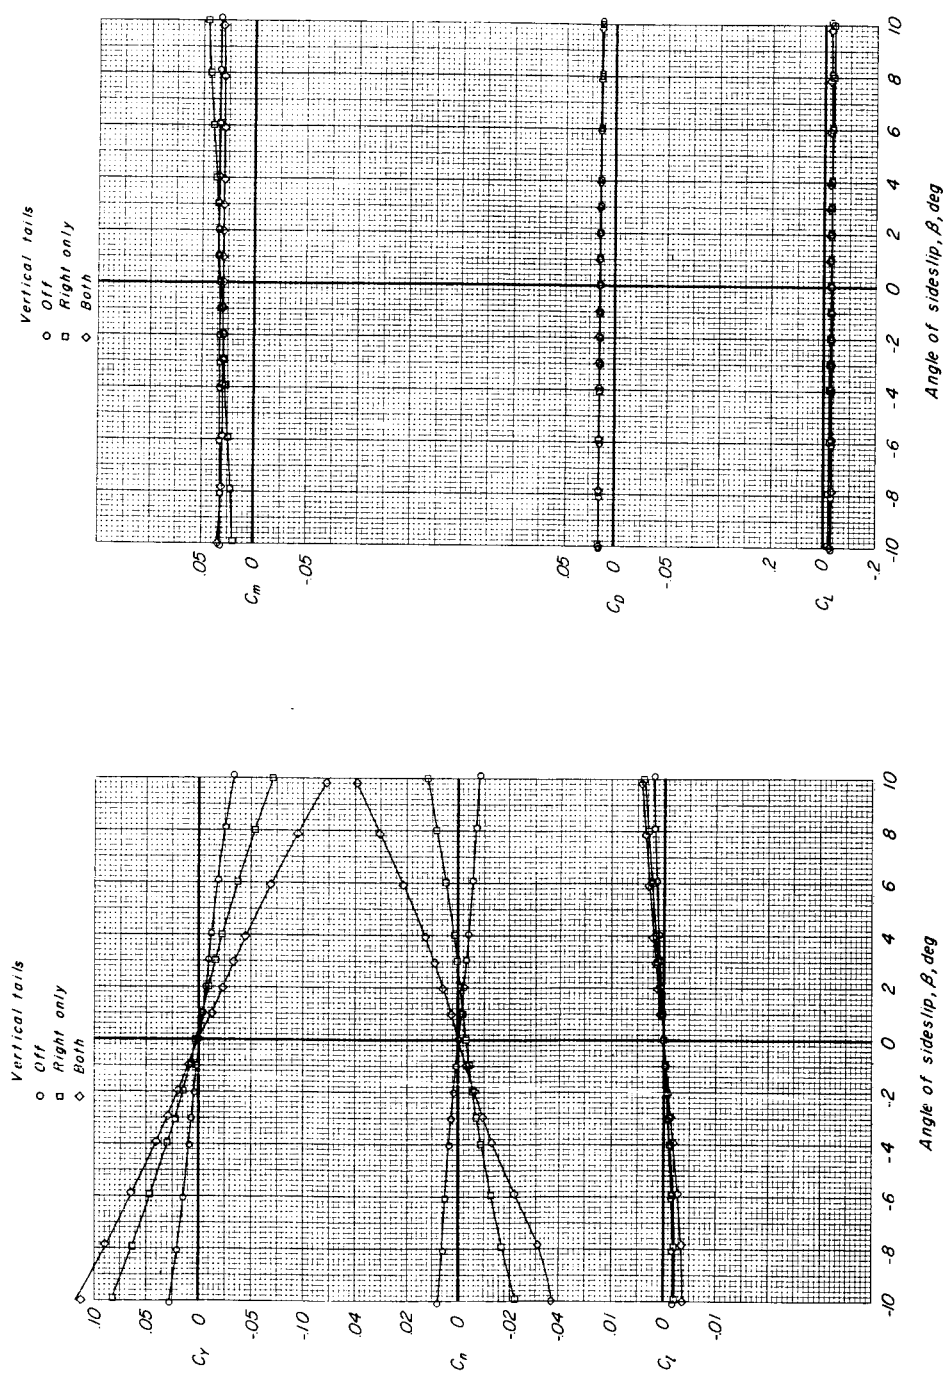 Vertical tails
○ Off
□ Right only
◇ Both
.05
0
-.05
C_m
.05
0
-.05
C_D
.2
0
-.2
C_L
-10 -8 -6 -4 -2 0 2 4 6 8 10
Angle of sideslip, β, deg
Vertical tails
○ Off
□ Right only
◇ Both
.10
.05
0
-.05
-.10
C_Y
.04
.02
0
-.02
-.04
C_n
.01
0
-.01
C_l
-10 -8 -6 -4 -2 0 2 4 6 8 10
Angle of sideslip, β, deg